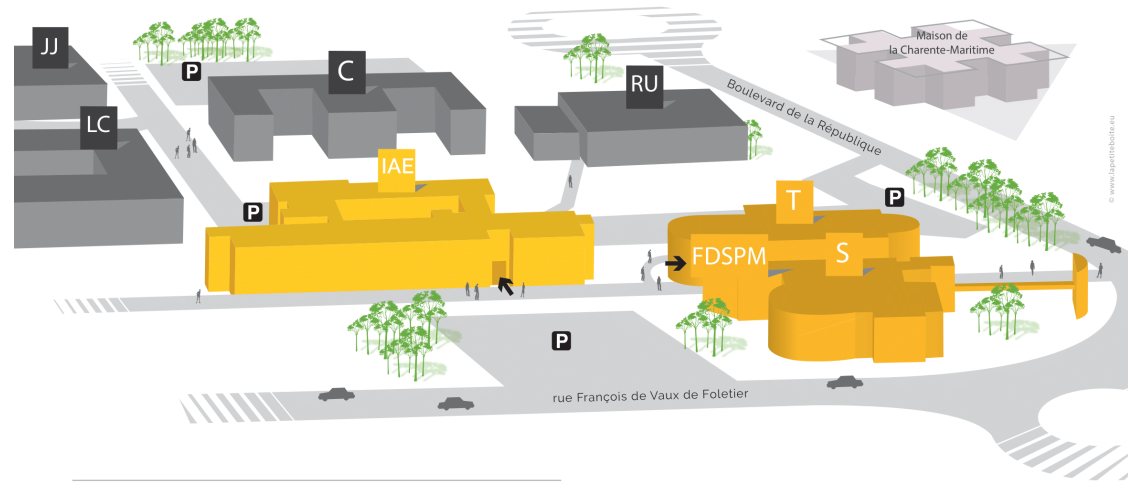 JJ
LC
P
C
RU
Boulevard de la République
Maison de
la Charente-Maritime
IAE
P
T
P
FDSPM
S
P
rue François de Vaux de Foletier
© www.lapetiteboite.eu